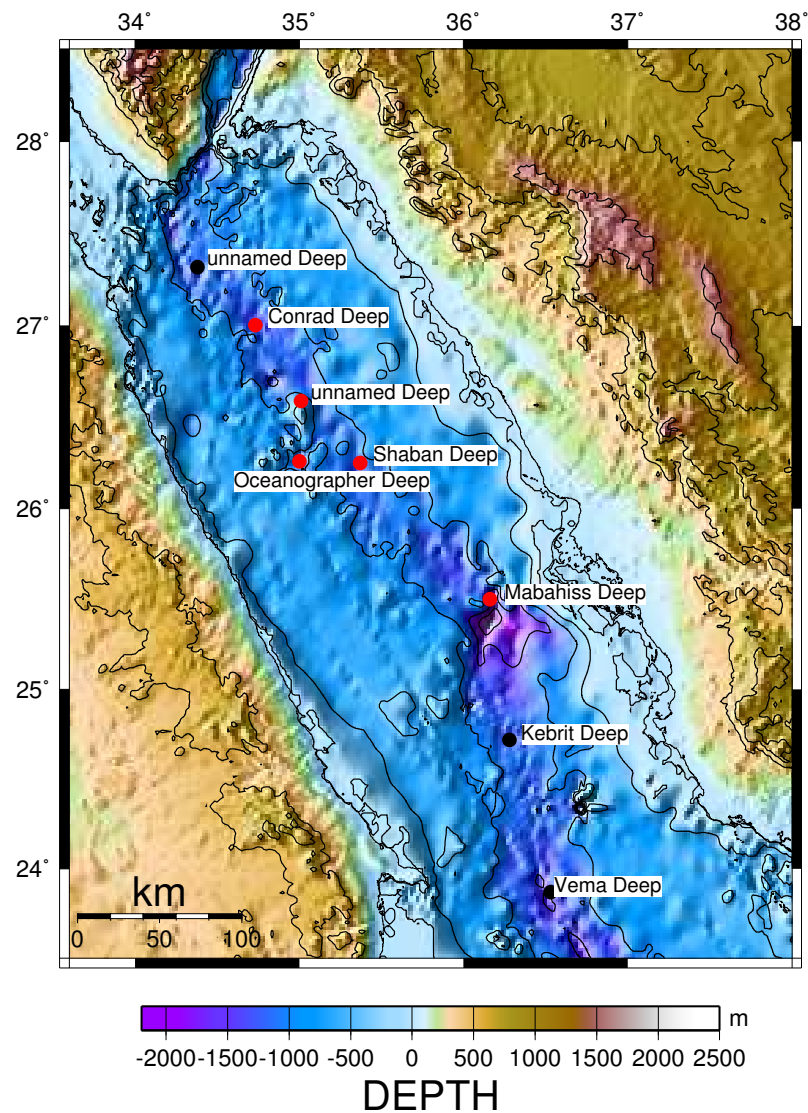 34˚ 35˚ 36˚ 37˚ 38˚
28˚
unnamed Deep
27˚
Conrad Deep
unnamed Deep
Shaban Deep
Oceanographer Deep
26˚
Mabahiss Deep
25˚
Kebrit Deep
24˚
Vema Deep
km
0 50 100
m
-2000 -1500 -1000 -500 0 500 1000 1500 2000 2500
DEPTH